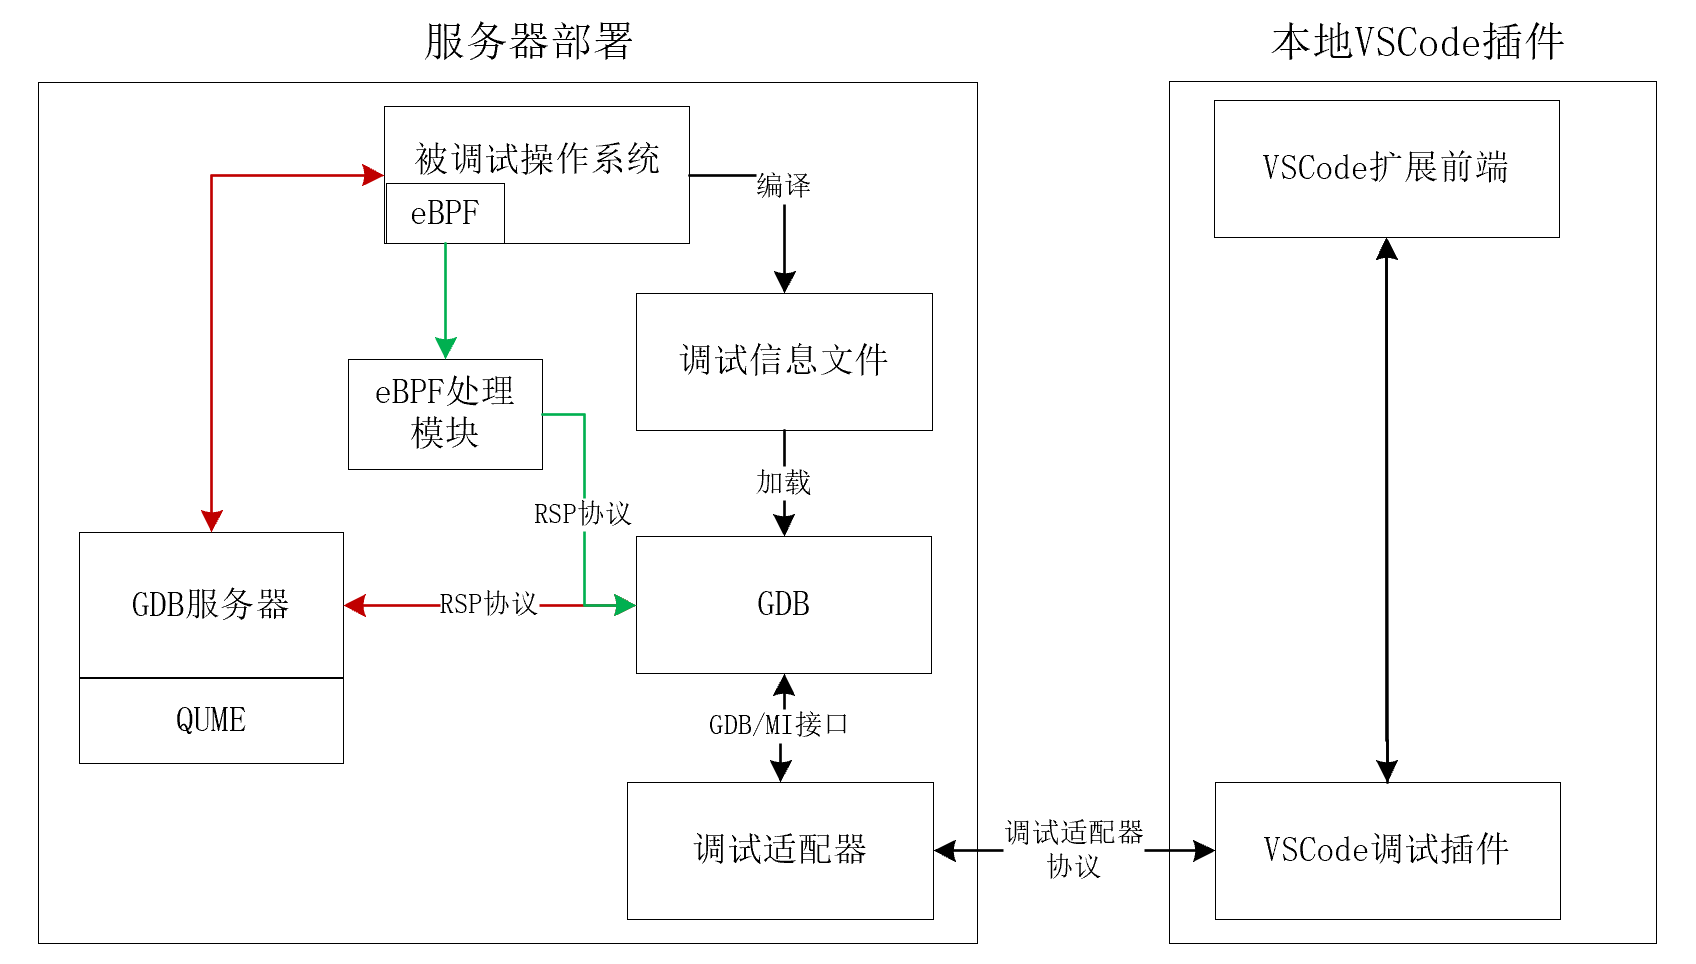 服务器部署
本地VSCode插件
被调试操作系统
eBPF
编译
VSCode扩展前端
调试信息文件
eBPF处理
模块
加载
RSP协议
GDB服务器
RSP协议
GDB
QUME
GDB/MI接口
调试适配器
调试适配器
协议
VSCode调试插件